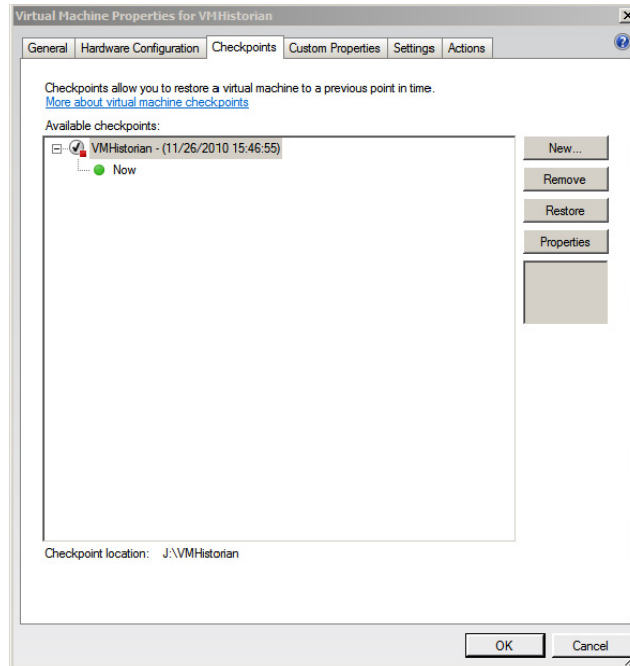 Virtual Machine Properties for VMHistorian
General Hardware Configuration Checkpoints Custom Properties Settings Actions
Checkpoints allow you to restore a virtual machine to a previous point in time.
More about virtual machine checkpoints
Available checkpoints:
VMHistorian - (11/26/2010 15:46:55)
Now
New...
Remove
Restore
Properties
Checkpoint location: J:\VMHistorian
OK Cancel